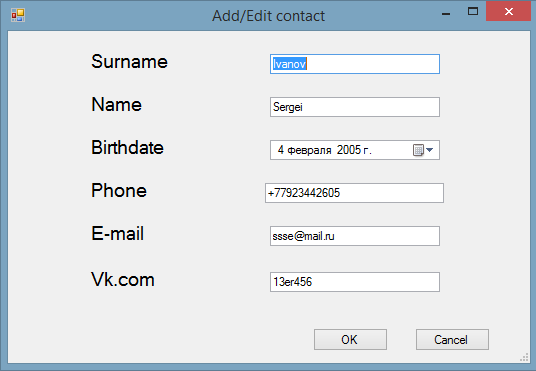 Add/Edit contact
Surname Ivanov
Name Sergei
Birthdate 4 февраля 2005 г.
Phone +77923442605
E-mail ssse@mail.ru
Vk.com 13er456
OK Cancel